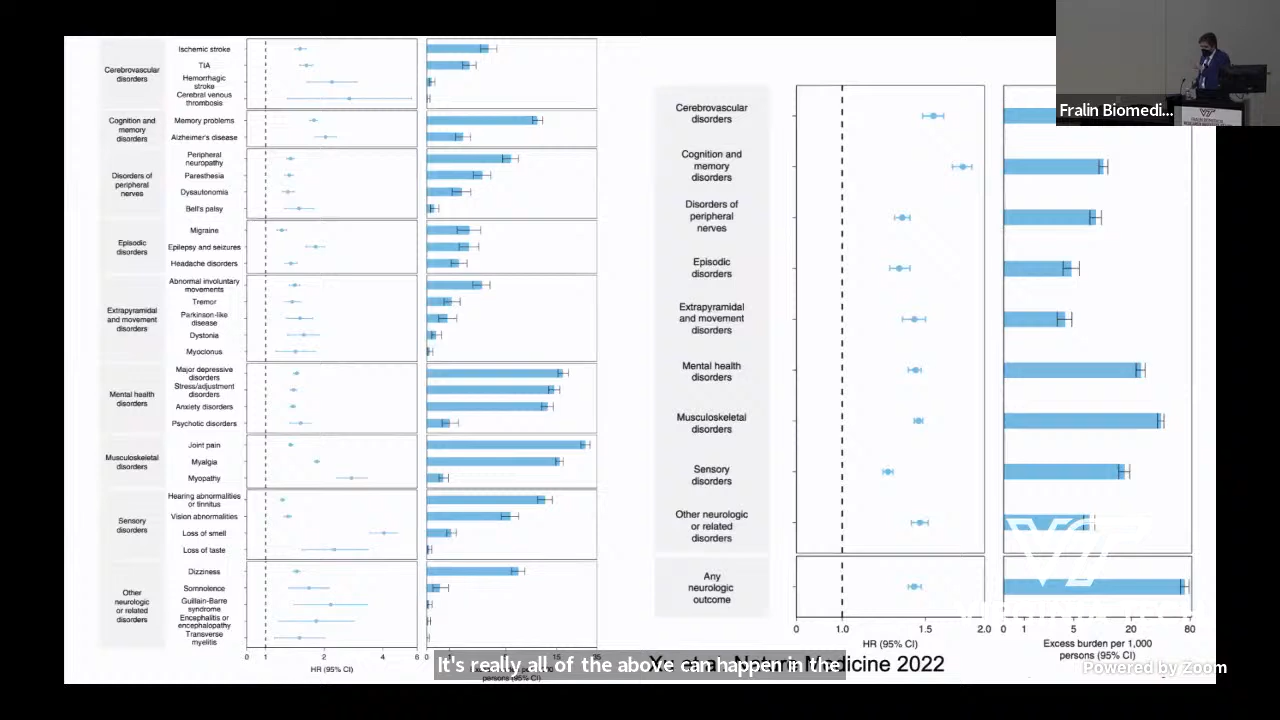 Cerebrovascular
disorders
Ischemic stroke
TIA
Hemorrhagic
stroke
Cerebral venous
thrombosis
Cognition and
memory
disorders
Memory problems
Alzheimer's disease
Disorders of
peripheral
nerves
Peripheral
neuropathy
Paresthesia
Dysautonomia
Bell's palsy
Episodic
disorders
Migraine
Epilepsy and seizures
Headache disorders
Extrapyramidal
and movement
disorders
Abnormal involuntary
movements
Tremor
Parkinson-like
disease
Dystonia
Myoclonus
Mental health
disorders
Major depressive
disorders
Stress/adjustment
disorders
Anxiety disorders
Psychotic disorders
Musculoskeletal
disorders
Joint pain
Myalgia
Myopathy
Sensory
disorders
Hearing abnormalities
or tinnitus
Vision abnormalities
Loss of smell
Loss of taste
Other
neurologic
or related
disorders
Dizziness
Somnolence
Guillain-Barre
syndrome
Encephalitis or
encephalopathy
Transverse
myelitis
0 1 2 4 6
HR (95% CI)
0 15 35
persons (95% CI)
Cerebrovascular
disorders
Cognition and
memory
disorders
Disorders of
peripheral
nerves
Episodic
disorders
Extrapyramidal
and movement
disorders
Mental health
disorders
Musculoskeletal
disorders
Sensory
disorders
Other neurologic
or related
disorders
Any
neurologic
outcome
0 1.0 1.5 2.0
HR (95% CI)
0 1 5 20 80
Excess burden per 1,000
persons (95% CI)
Medicine 2022
It's really all of the above can happen in the
Fralin Biomedi...
VT
Powered by Zoom